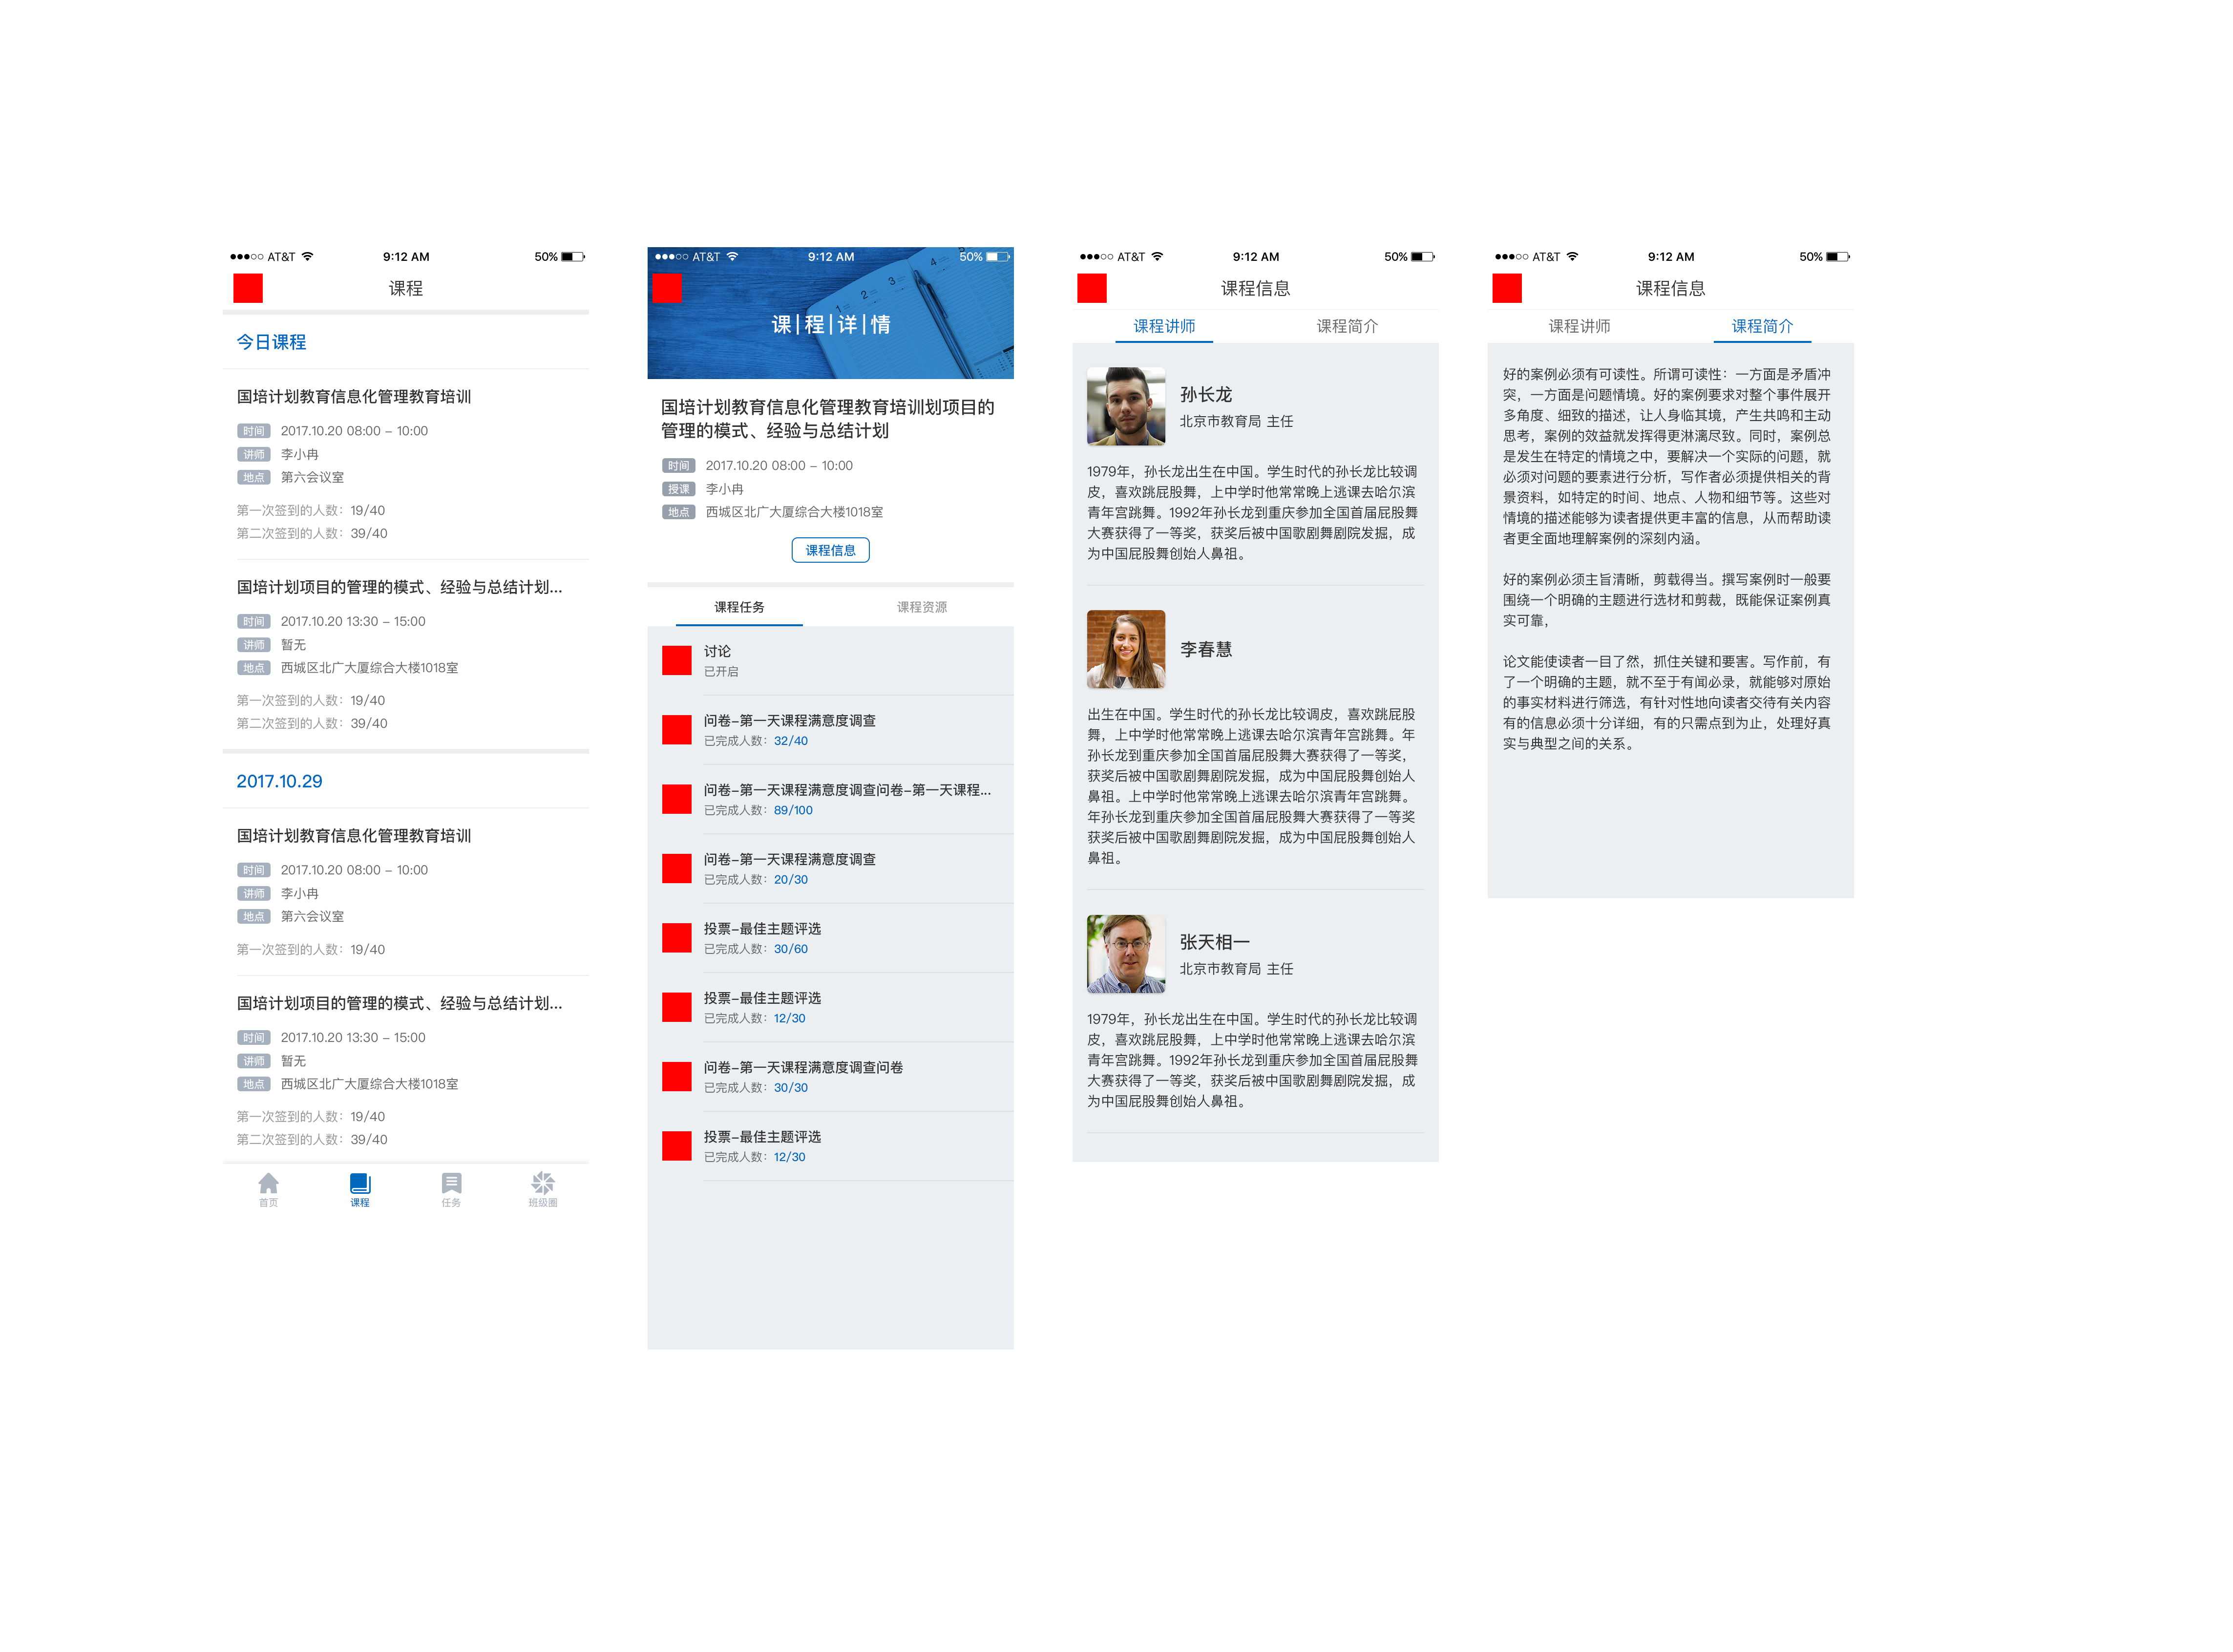 AT&T 9:12 AM 50%
课程
今日课程
国培计划教育信息化管理教育培训
时间 2017.10.20 08:00 – 10:00
讲师 李小冉
地点 第六会议室
第一次签到的人数：19/40
第二次签到的人数：39/40
国培计划项目的管理的模式、经验与总结计划...
时间 2017.10.20 13:30 – 15:00
讲师 暂无
地点 西城区北广大厦综合大楼1018室
第一次签到的人数：19/40
第二次签到的人数：39/40
2017.10.29
国培计划教育信息化管理教育培训
时间 2017.10.20 08:00 – 10:00
讲师 李小冉
地点 第六会议室
第一次签到的人数：19/40
国培计划项目的管理的模式、经验与总结计划...
时间 2017.10.20 13:30 – 15:00
讲师 暂无
地点 西城区北广大厦综合大楼1018室
第一次签到的人数：19/40
第二次签到的人数：39/40
首页 课程 任务 班级圈
AT&T 9:12 AM 50%
1 2 3 4 5
课|程|详|情
国培计划教育信息化管理教育培训划项目的
管理的模式、经验与总结计划
时间 2017.10.20 08:00 – 10:00
授课 李小冉
地点 西城区北广大厦综合大楼1018室
课程信息
课程任务 课程资源
讨论
已开启
问卷–第一天课程满意度调查
已完成人数：32/40
问卷–第一天课程满意度调查问卷–第一天课程...
已完成人数：89/100
问卷–第一天课程满意度调查
已完成人数：20/30
投票–最佳主题评选
已完成人数：30/60
投票–最佳主题评选
已完成人数：12/30
问卷–第一天课程满意度调查问卷
已完成人数：30/30
投票–最佳主题评选
已完成人数：12/30
AT&T 9:12 AM 50%
课程信息
课程讲师 课程简介
孙长龙
北京市教育局 主任
1979年，孙长龙出生在中国。学生时代的孙长龙比较调
皮，喜欢跳屁股舞，上中学时他常常晚上逃课去哈尔滨
青年宫跳舞。1992年孙长龙到重庆参加全国首届屁股舞
大赛获得了一等奖，获奖后被中国歌剧舞剧院发掘，成
为中国屁股舞创始人鼻祖。
李春慧
出生在中国。学生时代的孙长龙比较调皮，喜欢跳屁股
舞，上中学时他常常晚上逃课去哈尔滨青年宫跳舞。年
孙长龙到重庆参加全国首届屁股舞大赛获得了一等奖，
获奖后被中国歌剧舞剧院发掘，成为中国屁股舞创始人
鼻祖。上中学时他常常晚上逃课去哈尔滨青年宫跳舞。
年孙长龙到重庆参加全国首届屁股舞大赛获得了一等奖
获奖后被中国歌剧舞剧院发掘，成为中国屁股舞创始人
鼻祖。
张天相一
北京市教育局 主任
1979年，孙长龙出生在中国。学生时代的孙长龙比较调
皮，喜欢跳屁股舞，上中学时他常常晚上逃课去哈尔滨
青年宫跳舞。1992年孙长龙到重庆参加全国首届屁股舞
大赛获得了一等奖，获奖后被中国歌剧舞剧院发掘，成
为中国屁股舞创始人鼻祖。
AT&T 9:12 AM 50%
课程信息
课程讲师 课程简介
好的案例必须有可读性。所谓可读性：一方面是矛盾冲
突，一方面是问题情境。好的案例要求对整个事件展开
多角度、细致的描述，让人身临其境，产生共鸣和主动
思考，案例的效益就发挥得更淋漓尽致。同时，案例总
是发生在特定的情境之中，要解决一个实际的问题，就
必须对问题的要素进行分析，写作者必须提供相关的背
景资料，如特定的时间、地点、人物和细节等。这些对
情境的描述能够为读者提供更丰富的信息，从而帮助读
者更全面地理解案例的深刻内涵。
好的案例必须主旨清晰，剪载得当。撰写案例时一般要
围绕一个明确的主题进行选材和剪裁，既能保证案例真
实可靠，
论文能使读者一目了然，抓住关键和要害。写作前，有
了一个明确的主题，就不至于有闻必录，就能够对原始
的事实材料进行筛选，有针对性地向读者交待有关内容
有的信息必须十分详细，有的只需点到为止，处理好真
实与典型之间的关系。